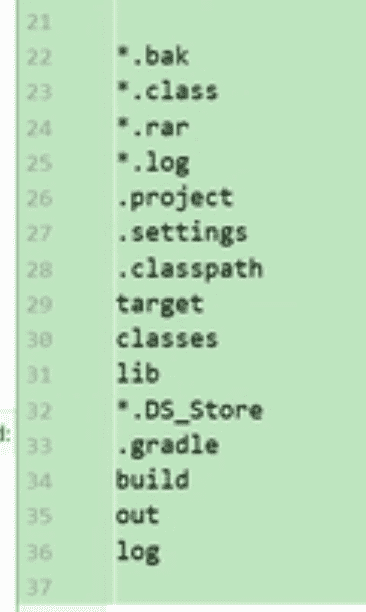 21
22 *.bak
23 *.class
24 *.rar
25 *.log
26 .project
27 .settings
28 .classpath
29 target
30 classes
31 lib
32 *.DS_Store
d: 33 .gradle
34 build
35 out
36 log
37